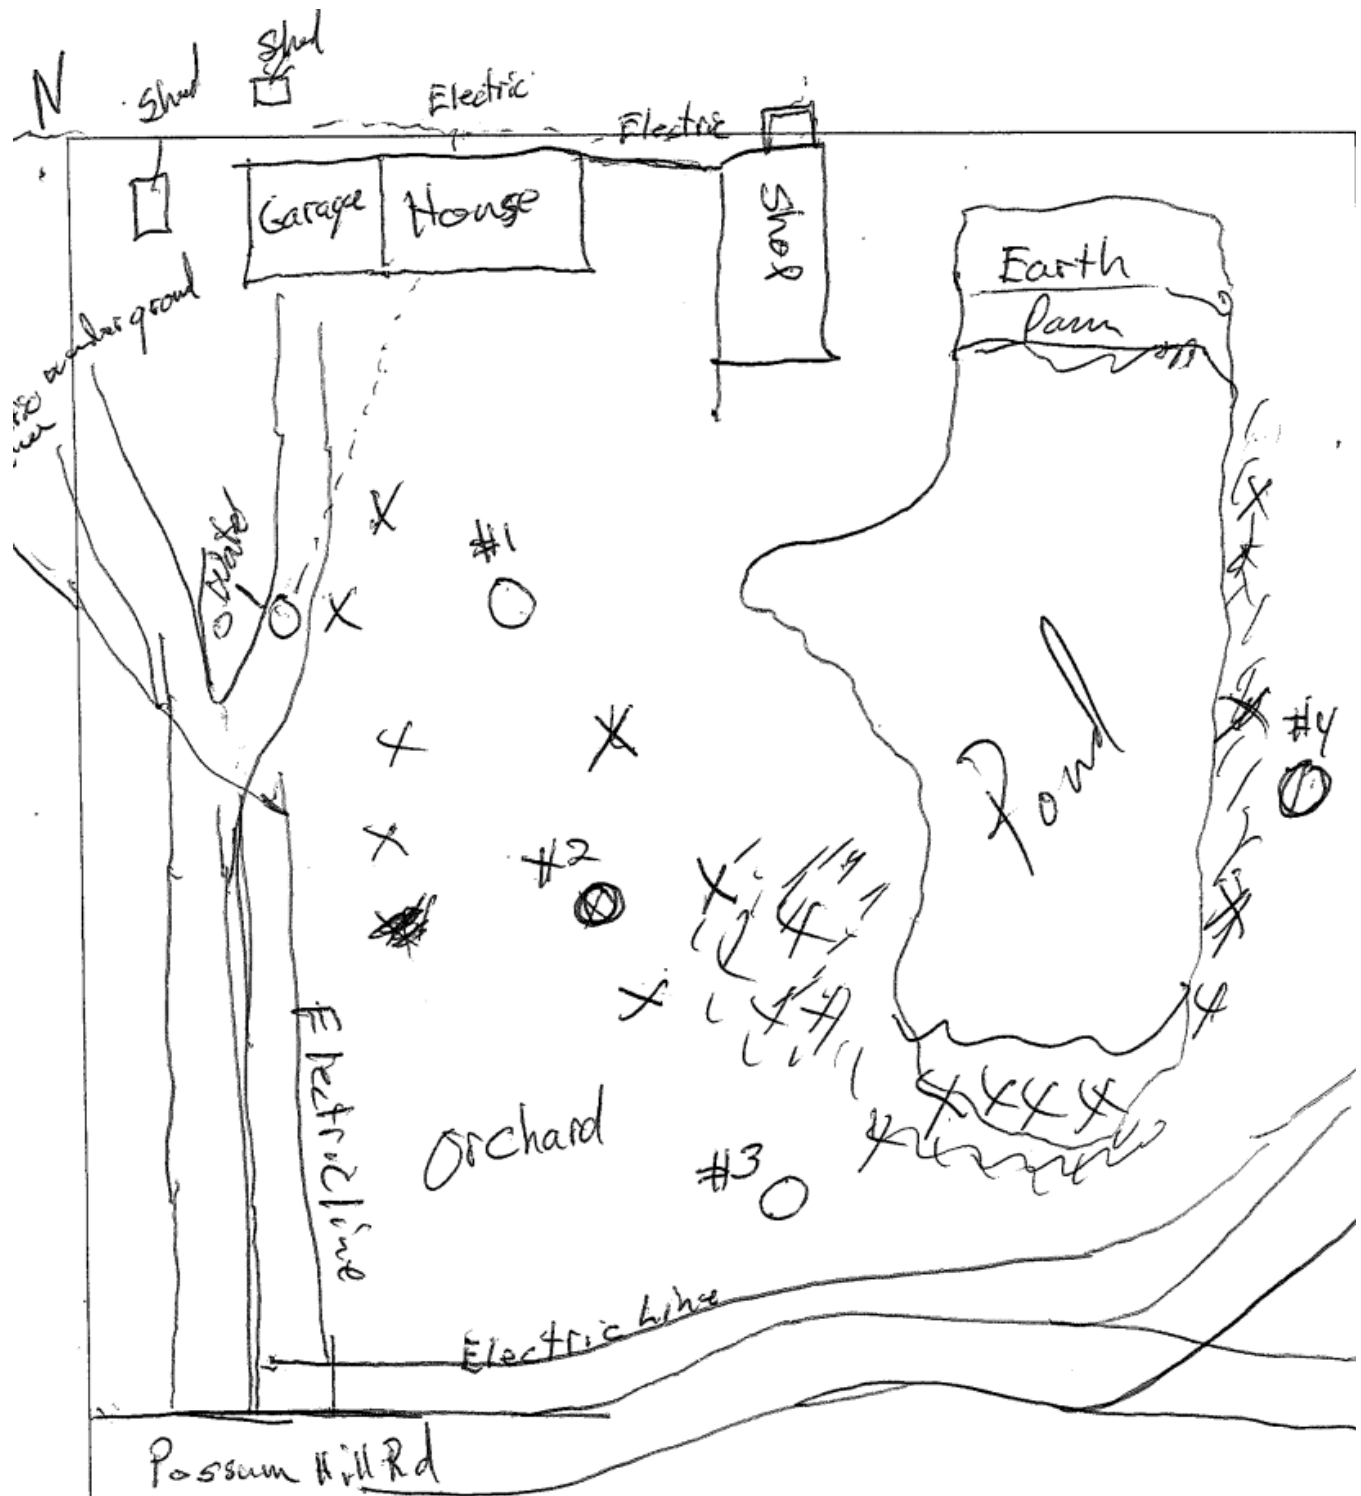 N
Shed
Shed
Electric
Electric
Garage
House
Shop
Earth
Dam
underground
Water
#1
#2
#3
#4
Pond
Orchard
Electric line
Electric Line
Possum Hill Rd